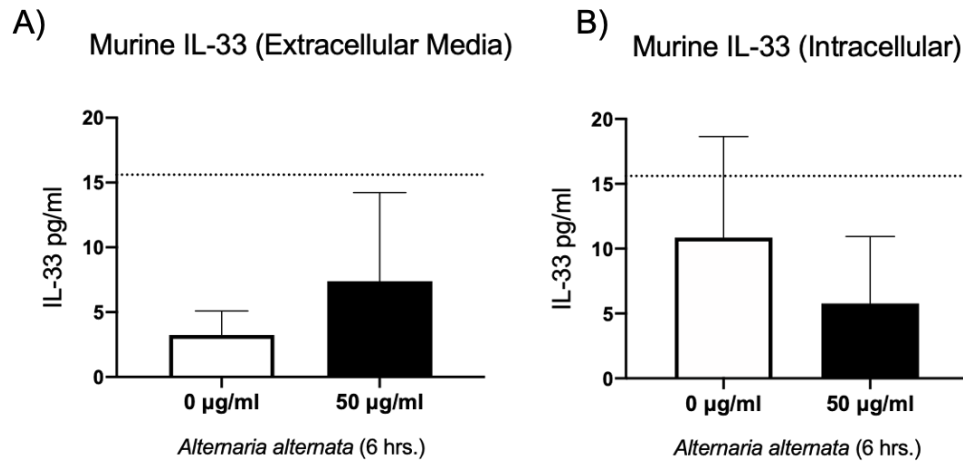 A)
Murine IL-33 (Extracellular Media)
IL-33 pg/ml
20
15
10
5
0
0 µg/ml 50 µg/ml
Alternaria alternata (6 hrs.)
B)
Murine IL-33 (Intracellular)
IL-33 pg/ml
20
15
10
5
0
0 µg/ml 50 µg/ml
Alternaria alternata (6 hrs.)